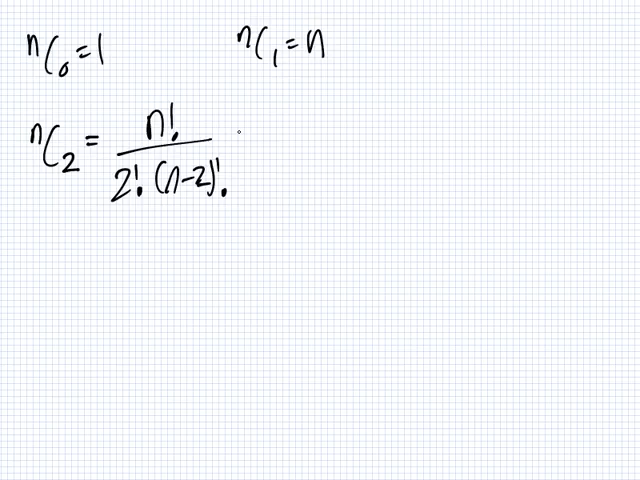 ⁿC₀ = 1 ⁿC₁ = n
ⁿC₂ = n! / 2! (n-2)!